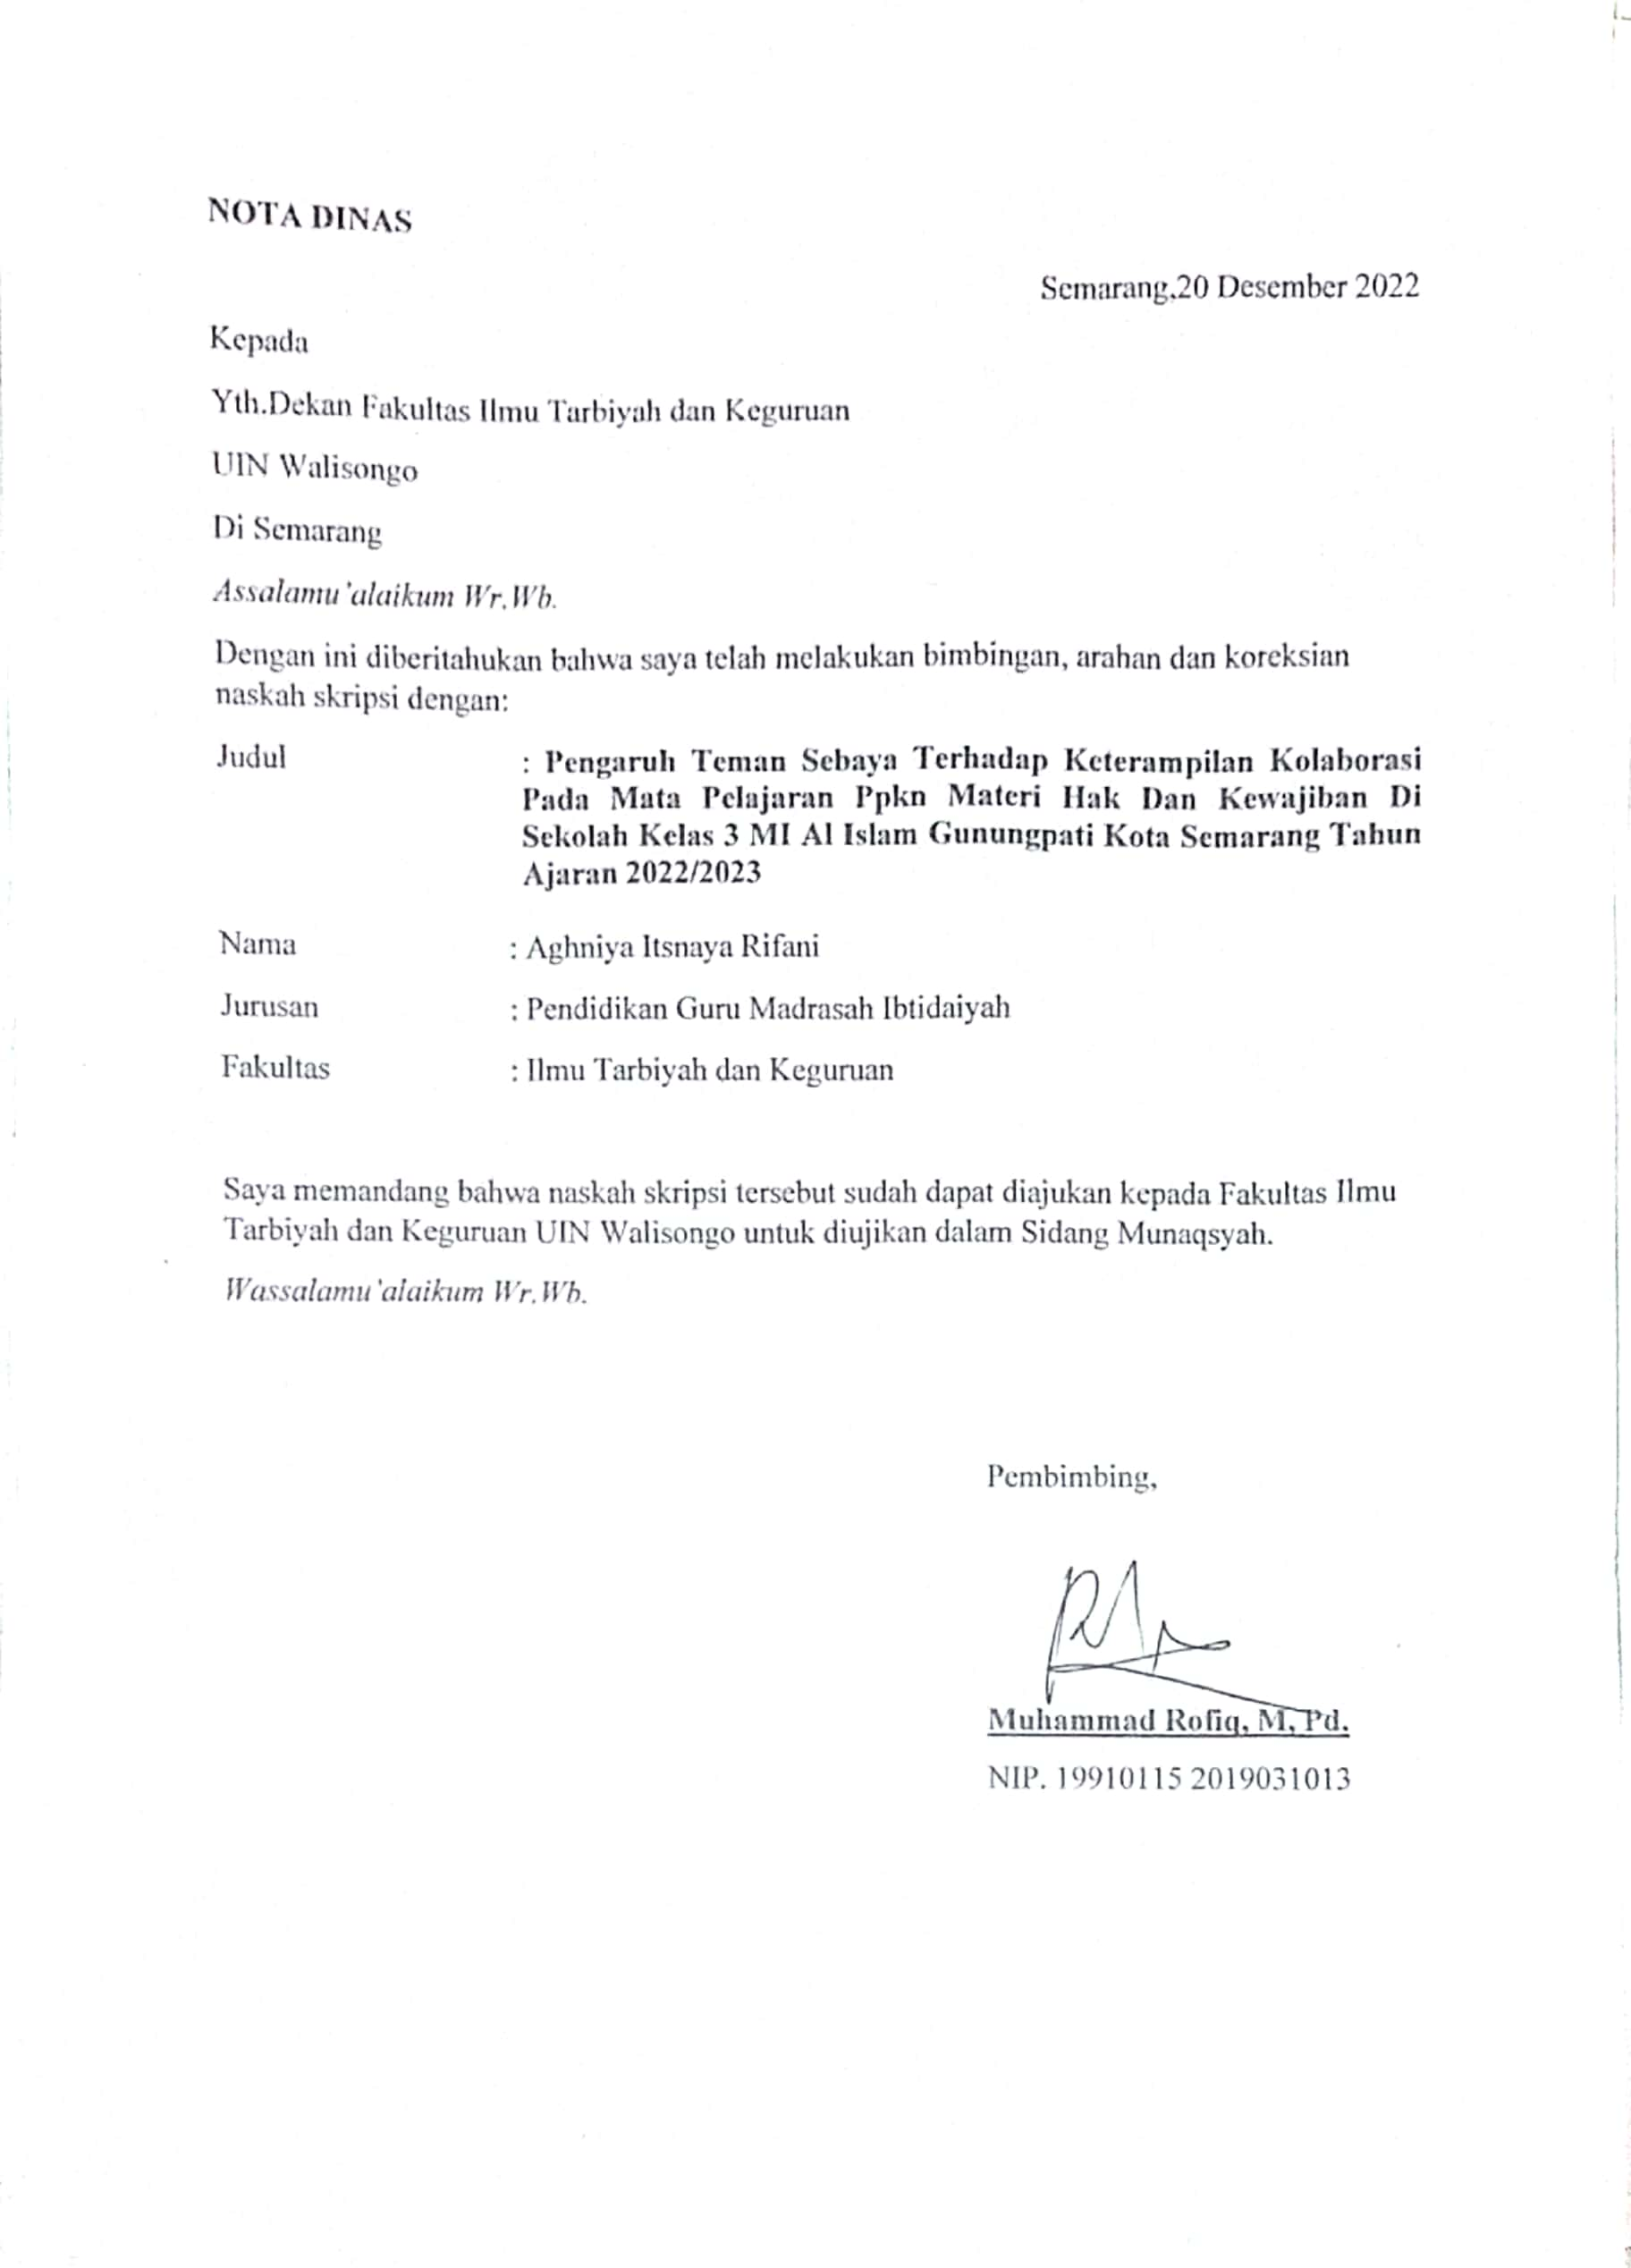 NOTA DINAS
Semarang,20 Desember 2022
Kepada
Yth.Dekan Fakultas Ilmu Tarbiyah dan Keguruan
UIN Walisongo
Di Semarang
Assalamu'alaikum Wr.Wb.
Dengan ini diberitahukan bahwa saya telah melakukan bimbingan, arahan dan koreksian
naskah skripsi dengan:
Judul : Pengaruh Teman Sebaya Terhadap Keterampilan Kolaborasi
Pada Mata Pelajaran Ppkn Materi Hak Dan Kewajiban Di
Sekolah Kelas 3 MI Al Islam Gunungpati Kota Semarang Tahun
Ajaran 2022/2023
Nama : Aghniya Itsnaya Rifani
Jurusan : Pendidikan Guru Madrasah Ibtidaiyah
Fakultas : Ilmu Tarbiyah dan Keguruan
Saya memandang bahwa naskah skripsi tersebut sudah dapat diajukan kepada Fakultas Ilmu
Tarbiyah dan Keguruan UIN Walisongo untuk diujikan dalam Sidang Munaqsyah.
Wassalamu'alaikum Wr.Wb.
Pembimbing,
Muhammad Rofiq, M, Pd.
NIP. 19910115 2019031013